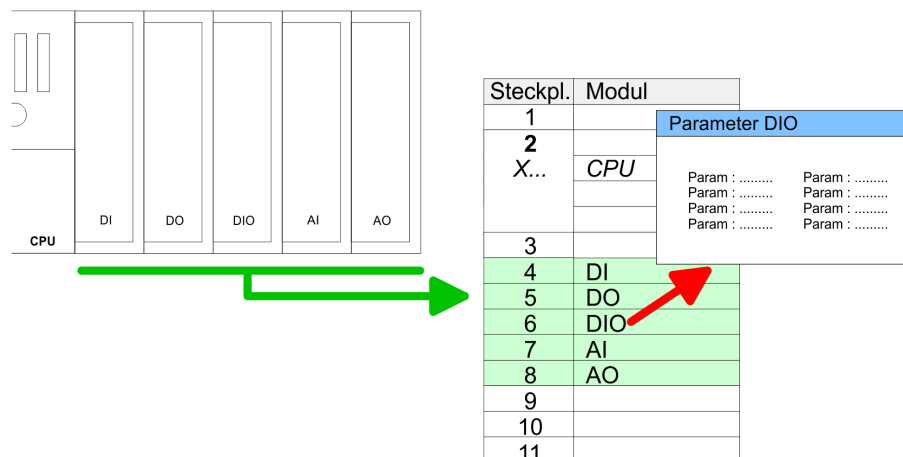 DI DO DIO AI AO
CPU
Steckpl. Modul
1
2
X... CPU
3
4 DI
5 DO
6 DIO
7 AI
8 AO
9
10
11
Parameter DIO
Param : ......... Param : .........
Param : ......... Param : .........
Param : ......... Param : .........
Param : ......... Param : .........